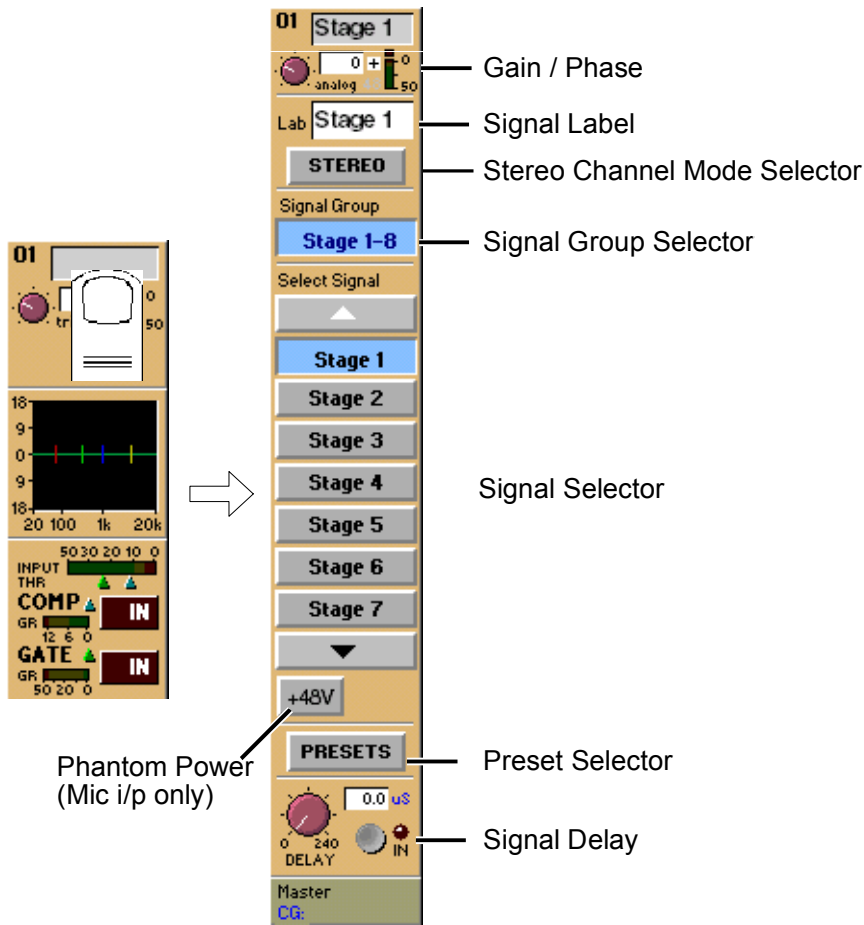 01
tr
0
50
18
9
0
9
18
20 100 1k 20k
50 30 20 10 0
INPUT
THR
COMP
IN
GR
12 6 0
GATE
IN
GR
50 20 0
01 Stage 1
0 + 0
analog
50
Lab Stage 1
STEREO
Signal Group
Stage 1-8
Select Signal
Stage 1
Stage 2
Stage 3
Stage 4
Stage 5
Stage 6
Stage 7
+48V
PRESETS
0.0 uS
0 240
DELAY
IN
Master
CG:
Gain / Phase
Signal Label
Stereo Channel Mode Selector
Signal Group Selector
Signal Selector
Phantom Power
(Mic i/p only)
Preset Selector
Signal Delay